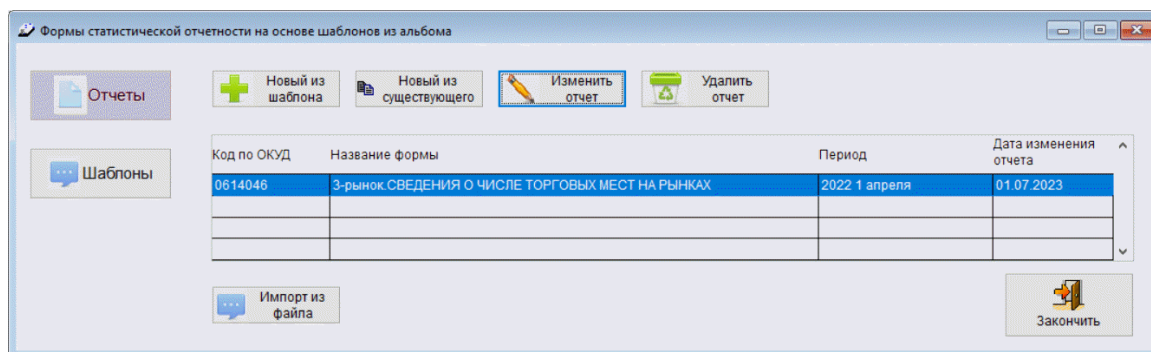 Формы статистической отчетности на основе шаблонов из альбома
Отчеты
Новый из
шаблона
Новый из
существующего
Изменить
отчет
Удалить
отчет
Шаблоны
Код по ОКУД Название формы Период Дата изменения
отчета
0614046 3-рынок.СВЕДЕНИЯ О ЧИСЛЕ ТОРГОВЫХ МЕСТ НА РЫНКАХ 2022 1 апреля 01.07.2023
Импорт из
файла
Закончить